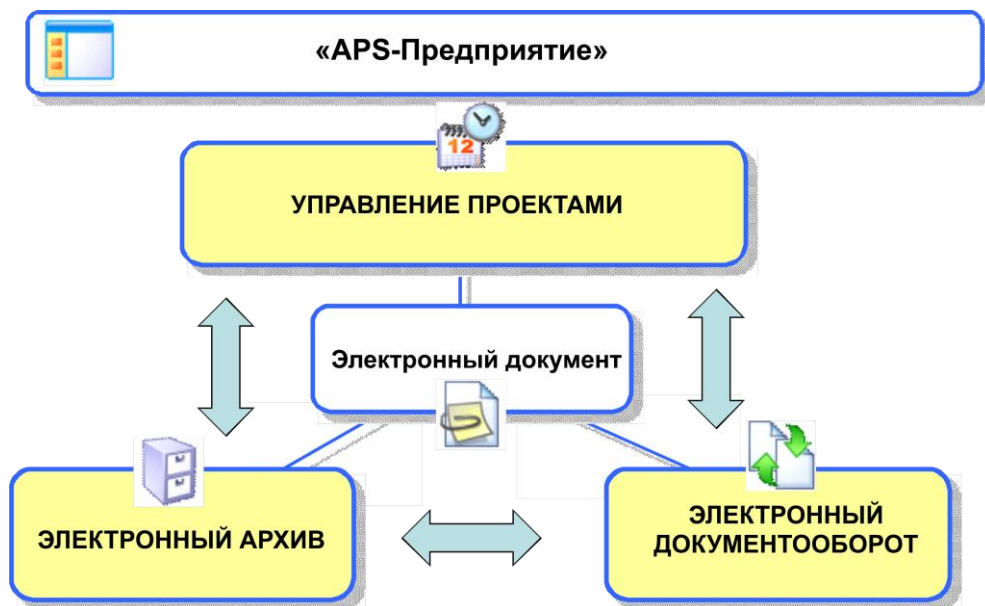 «APS-Предприятие»
12
УПРАВЛЕНИЕ ПРОЕКТАМИ
Электронный документ
ЭЛЕКТРОННЫЙ АРХИВ
ЭЛЕКТРОННЫЙ
ДОКУМЕНТООБОРОТ